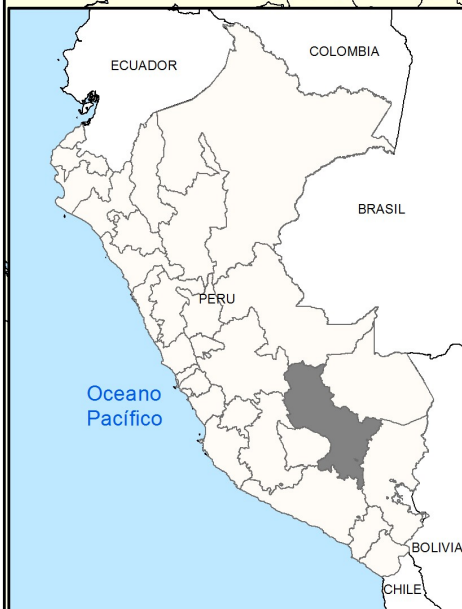 COLOMBIA
ECUADOR
BRASIL
PERU
Oceano
Pacífico
BOLIVIA
CHILE